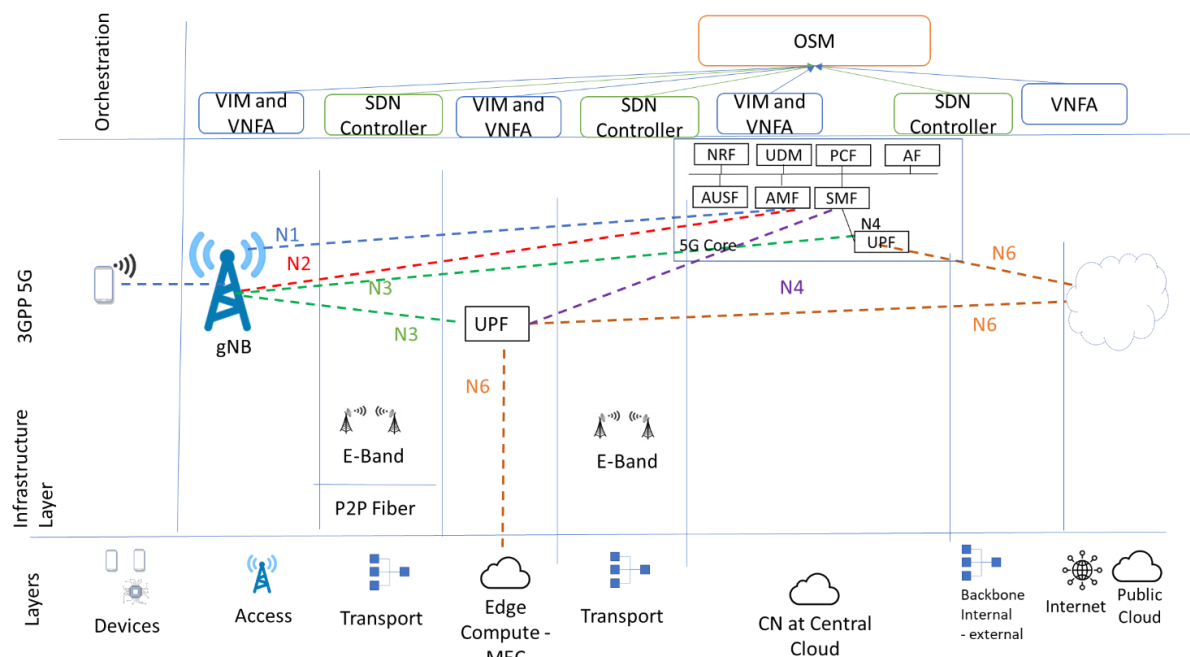 Orchestration
OSM
VIM and
VNFA
SDN
Controller
VIM and
VNFA
SDN
Controller
VIM and
VNFA
SDN
Controller
VNFA
3GPP 5G
NRF
UDM
PCF
AF
AUSF
AMF
SMF
N4
UPF
5G Core
N1
N2
N3
N3
gNB
UPF
N4
N6
N6
N6
Infrastructure
Layer
E-Band
P2P Fiber
E-Band
Layers
Devices
Access
Transport
Edge
Compute -
MEC
Transport
CN at Central
Cloud
Backbone
Internal
- external
Internet
Public
Cloud